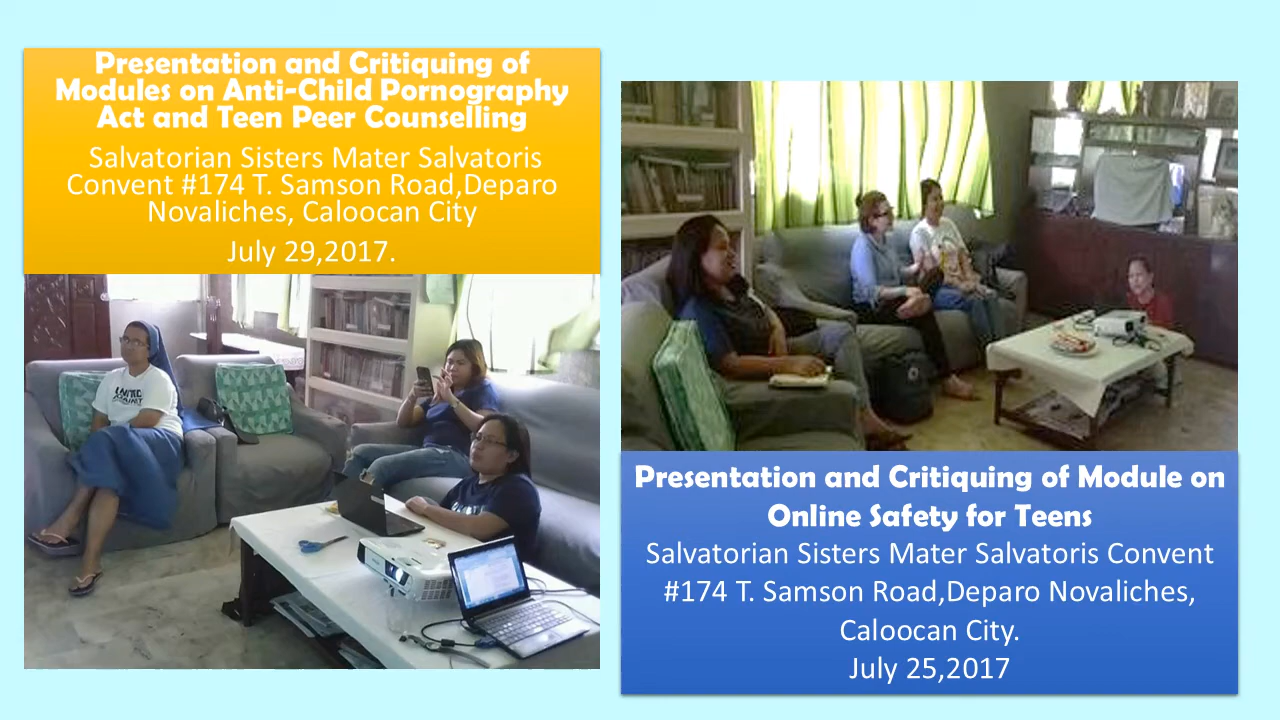 Presentation and Critiquing of
Modules on Anti-Child Pornography
Act and Teen Peer Counselling
Salvatorian Sisters Mater Salvatoris
Convent #174 T. Samson Road,Deparo
Novaliches, Caloocan City
July 29,2017.
Presentation and Critiquing of Module on
Online Safety for Teens
Salvatorian Sisters Mater Salvatoris Convent
#174 T. Samson Road,Deparo Novaliches,
Caloocan City.
July 25,2017